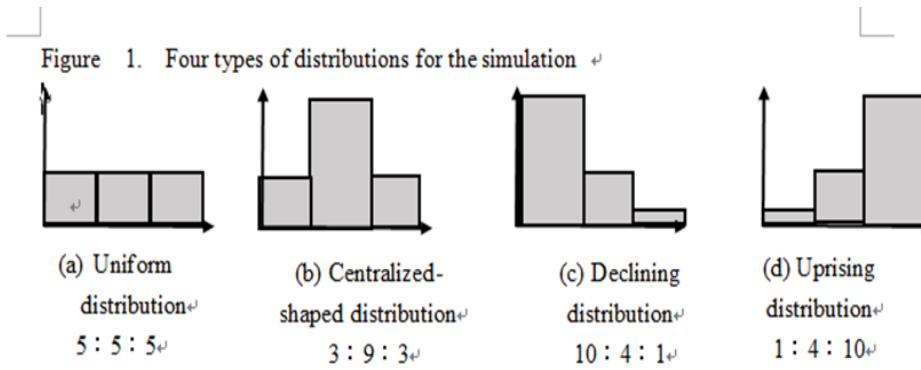 Figure 1. Four types of distributions for the simulation ↵
(a) Uniform
distribution↵
5：5：5↵
(b) Centralized-
shaped distribution↵
3：9：3↵
(c) Declining
distribution↵
10：4：1↵
(d) Uprising
distribution↵
1：4：10↵